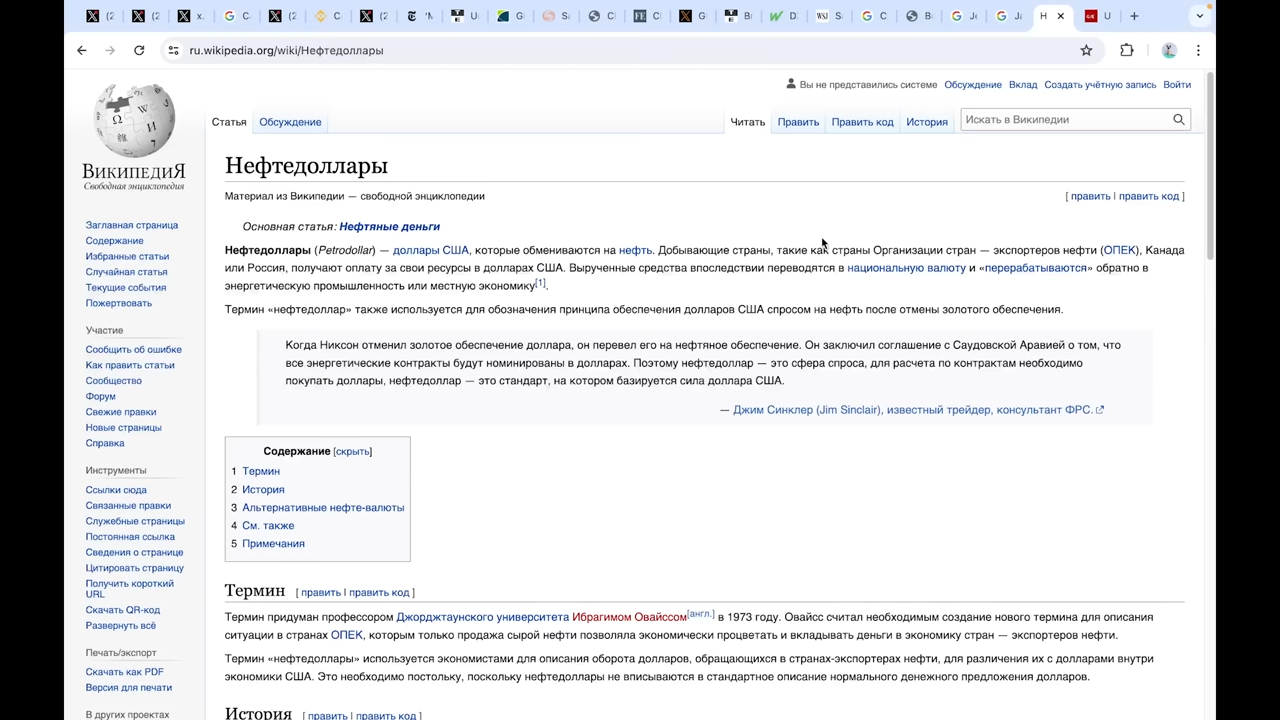 ru.wikipedia.org/wiki/Нефтедоллары
Вы не представились системе Обсуждение Вклад Создать учётную запись Войти
Статья Обсуждение Читать Править Править код История Искать в Википедии
ВИКИПЕДИЯ
Свободная энциклопедия
Нефтедоллары
Материал из Википедии — свободной энциклопедии [ править | править код ]
Основная статья: Нефтяные деньги
Нефтедоллары (Petrodollar) — доллары США, которые обмениваются на нефть. Добывающие страны, такие как страны Организации стран — экспортеров нефти (ОПЕК), Канада
или Россия, получают оплату за свои ресурсы в долларах США. Вырученные средства впоследствии переводятся в национальную валюту и «перерабатываются» обратно в
энергетическую промышленность или местную экономику[1].
Термин «нефтедоллар» также используется для обозначения принципа обеспечения долларов США спросом на нефть после отмены золотого обеспечения.
Когда Никсон отменил золотое обеспечение доллара, он перевел его на нефтяное обеспечение. Он заключил соглашение с Саудовской Аравией о том, что
все энергетические контракты будут номинированы в долларах. Поэтому нефтедоллар — это сфера спроса, для расчета по контрактам необходимо
покупать доллары, нефтедоллар — это стандарт, на котором базируется сила доллара США.
— Джим Синклер (Jim Sinclair), известный трейдер, консультант ФРС.
Содержание [скрыть]
1 Термин
2 История
3 Альтернативные нефте-валюты
4 См. также
5 Примечания
Термин [ править | править код ]
Термин придуман профессором Джорджтаунского университета Ибрагимом Овайссом[англ.] в 1973 году. Овайсс считал необходимым создание нового термина для описания
ситуации в странах ОПЕК, которым только продажа сырой нефти позволяла экономически процветать и вкладывать деньги в экономику стран — экспортеров нефти.
Термин «нефтедоллары» используется экономистами для описания оборота долларов, обращающихся в странах-экспортерах нефти, для различения их с долларами внутри
экономики США. Это необходимо постольку, поскольку нефтедоллары не вписываются в стандартное описание нормального денежного предложения долларов.
История [ править | править код ]
Заглавная страница
Содержание
Избранные статьи
Случайная статья
Текущие события
Пожертвовать
Участие
Сообщить об ошибке
Как править статьи
Сообщество
Форум
Свежие правки
Новые страницы
Справка
Инструменты
Ссылки сюда
Связанные правки
Служебные страницы
Постоянная ссылка
Сведения о странице
Цитировать страницу
Получить короткий
URL
Скачать QR-код
Развернуть всё
Печать/экспорт
Скачать как PDF
Версия для печати
В других проектах